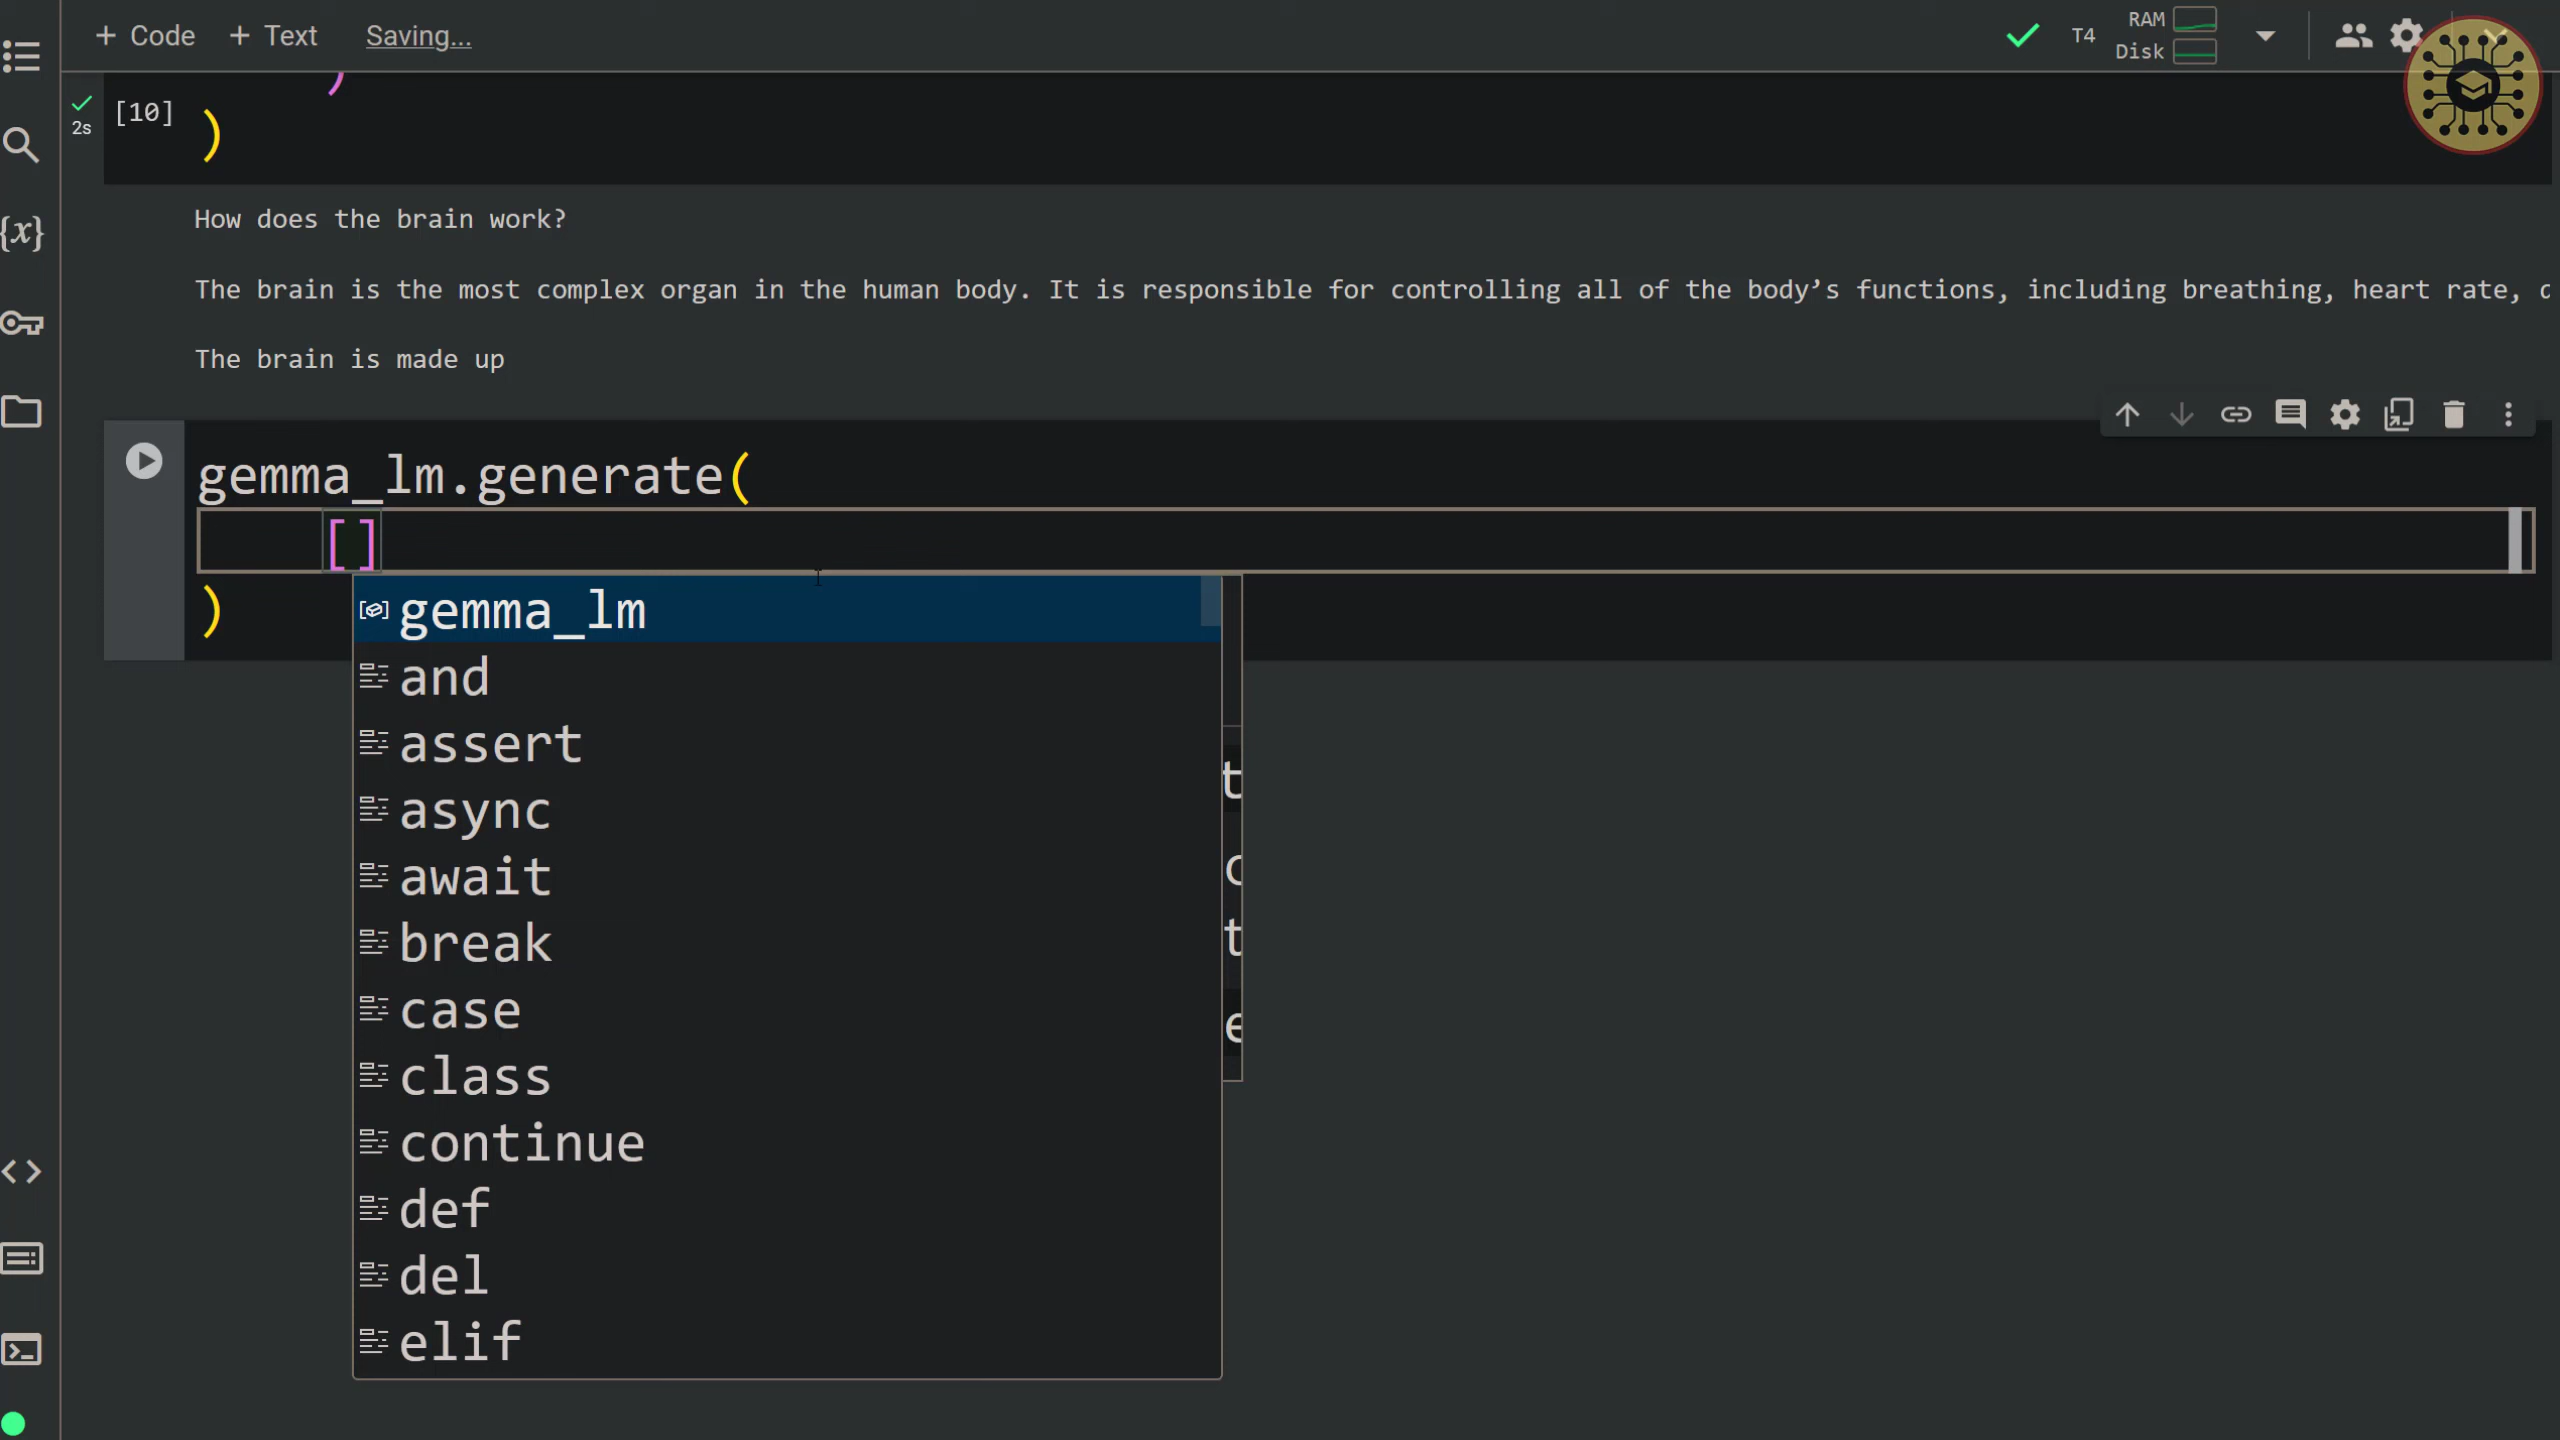 + Code + Text Saving... T4 RAM
Disk
)
[10] )
2s
How does the brain work?
The brain is the most complex organ in the human body. It is responsible for controlling all of the body’s functions, including breathing, heart rate,
The brain is made up
gemma_lm.generate(
[]
)
gemma_lm
and
assert
async
await
break
case
class
continue
def
del
elif
{x}